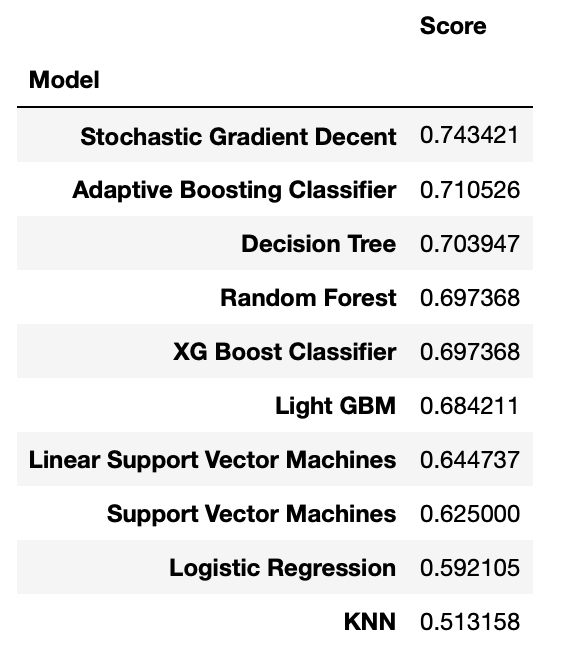 Score
Model
Stochastic Gradient Decent 0.743421
Adaptive Boosting Classifier 0.710526
Decision Tree 0.703947
Random Forest 0.697368
XG Boost Classifier 0.697368
Light GBM 0.684211
Linear Support Vector Machines 0.644737
Support Vector Machines 0.625000
Logistic Regression 0.592105
KNN 0.513158